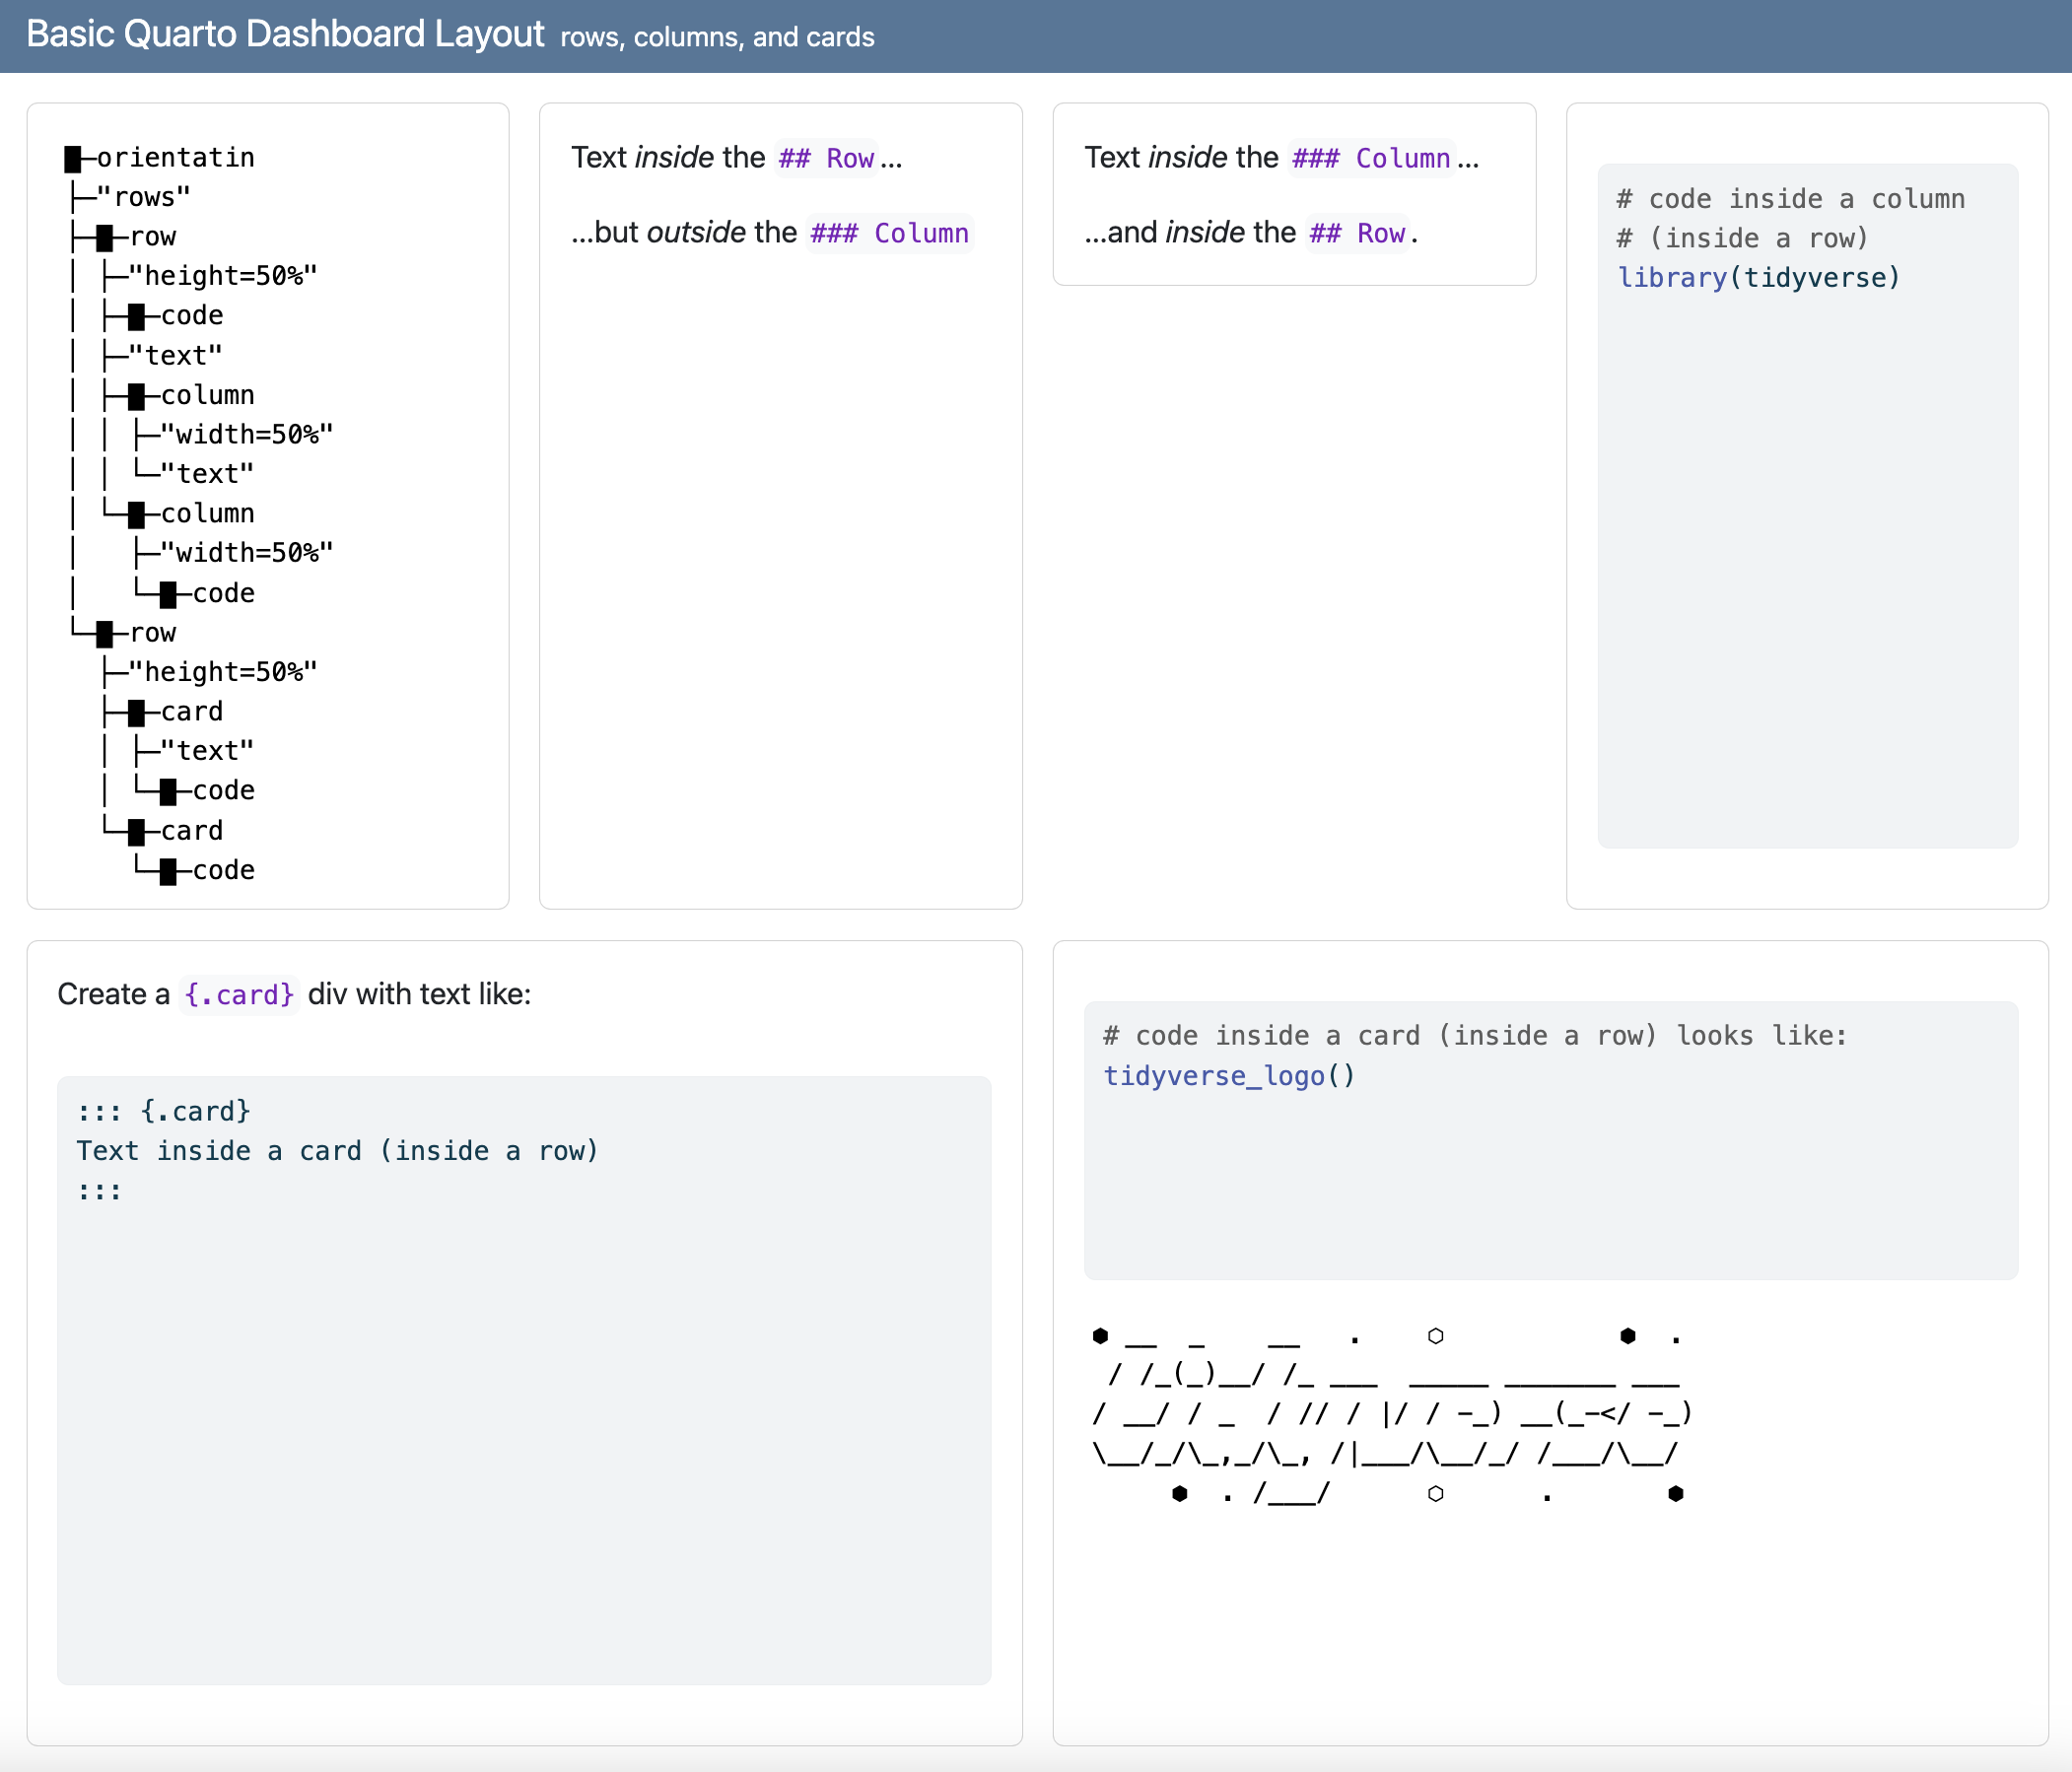 Basic Quarto Dashboard Layout rows, columns, and cards
█─orientatin
├─"rows"
├─█─row
│ ├─"height=50%"
│ ├─█─code
│ ├─"text"
│ ├─█─column
│ │ ├─"width=50%"
│ │ └─"text"
│ └─█─column
│   ├─"width=50%"
│   └─█─code
└─█─row
  ├─"height=50%"
  ├─█─card
  │ ├─"text"
  │ └─█─code
  └─█─card
    └─█─code
Text inside the ## Row...
...but outside the ### Column
Text inside the ### Column...
...and inside the ## Row.
# code inside a column
# (inside a row)
library(tidyverse)
Create a {.card} div with text like:
::: {.card}
Text inside a card (inside a row)
:::
# code inside a card (inside a row) looks like:
tidyverse_logo()
⬢ __  _    __   .    ⬡           ⬢  .
 / /_(_)__/ /_ ___  _____ _______ ___
/ __/ / _  / // / |/ / -_) __(_-</ -_)
\__/_/\_,_/\_, /|___/\__/_/ /___/\__/
     ⬢  . /___/      ⬡      .       ⬢